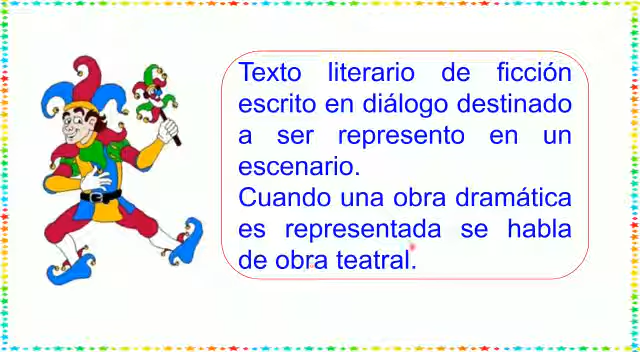 Texto literario de ficción
escrito en diálogo destinado
a ser represento en un
escenario.
Cuando una obra dramática
es representada se habla
de obra teatral.